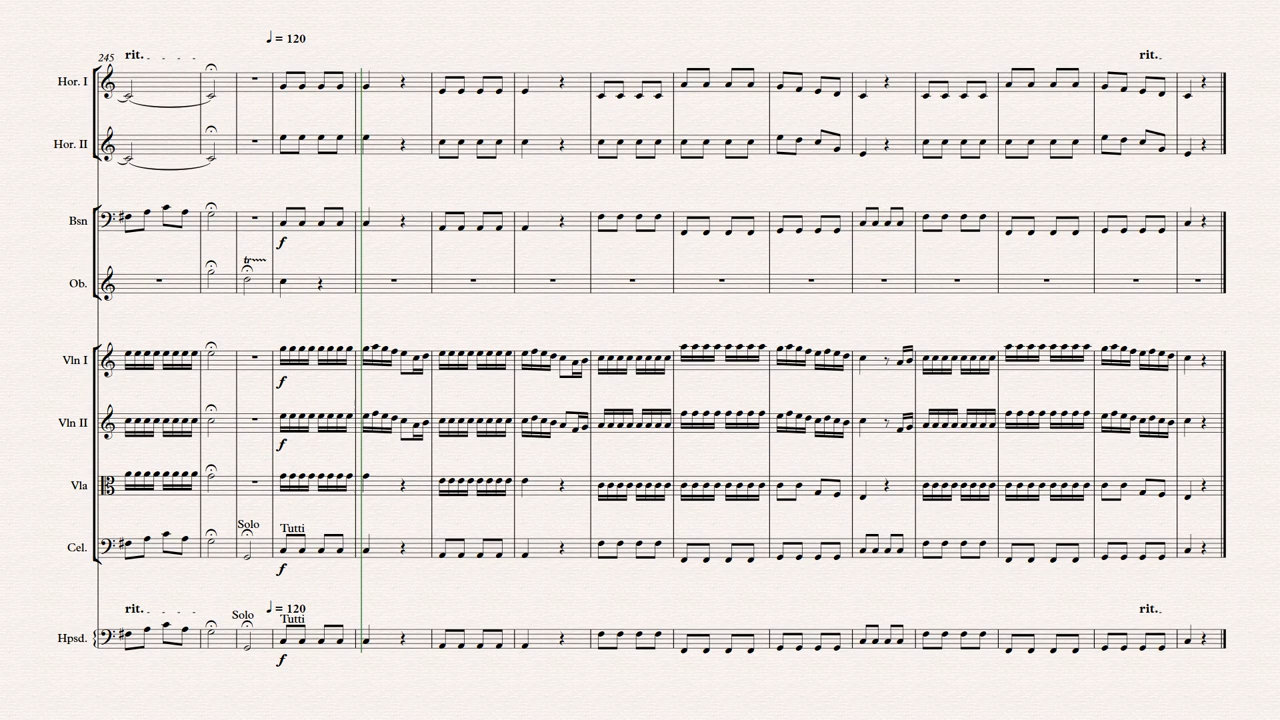 ♩ = 120
245 rit.
rit.
Hor. I
Hor. II
Bsn
f
tr
Ob.
Vln I
f
Vln II
f
Vla
Solo Tutti
Cel.
f
rit. ♩ = 120 rit.
Solo Tutti
Hpsd.
f